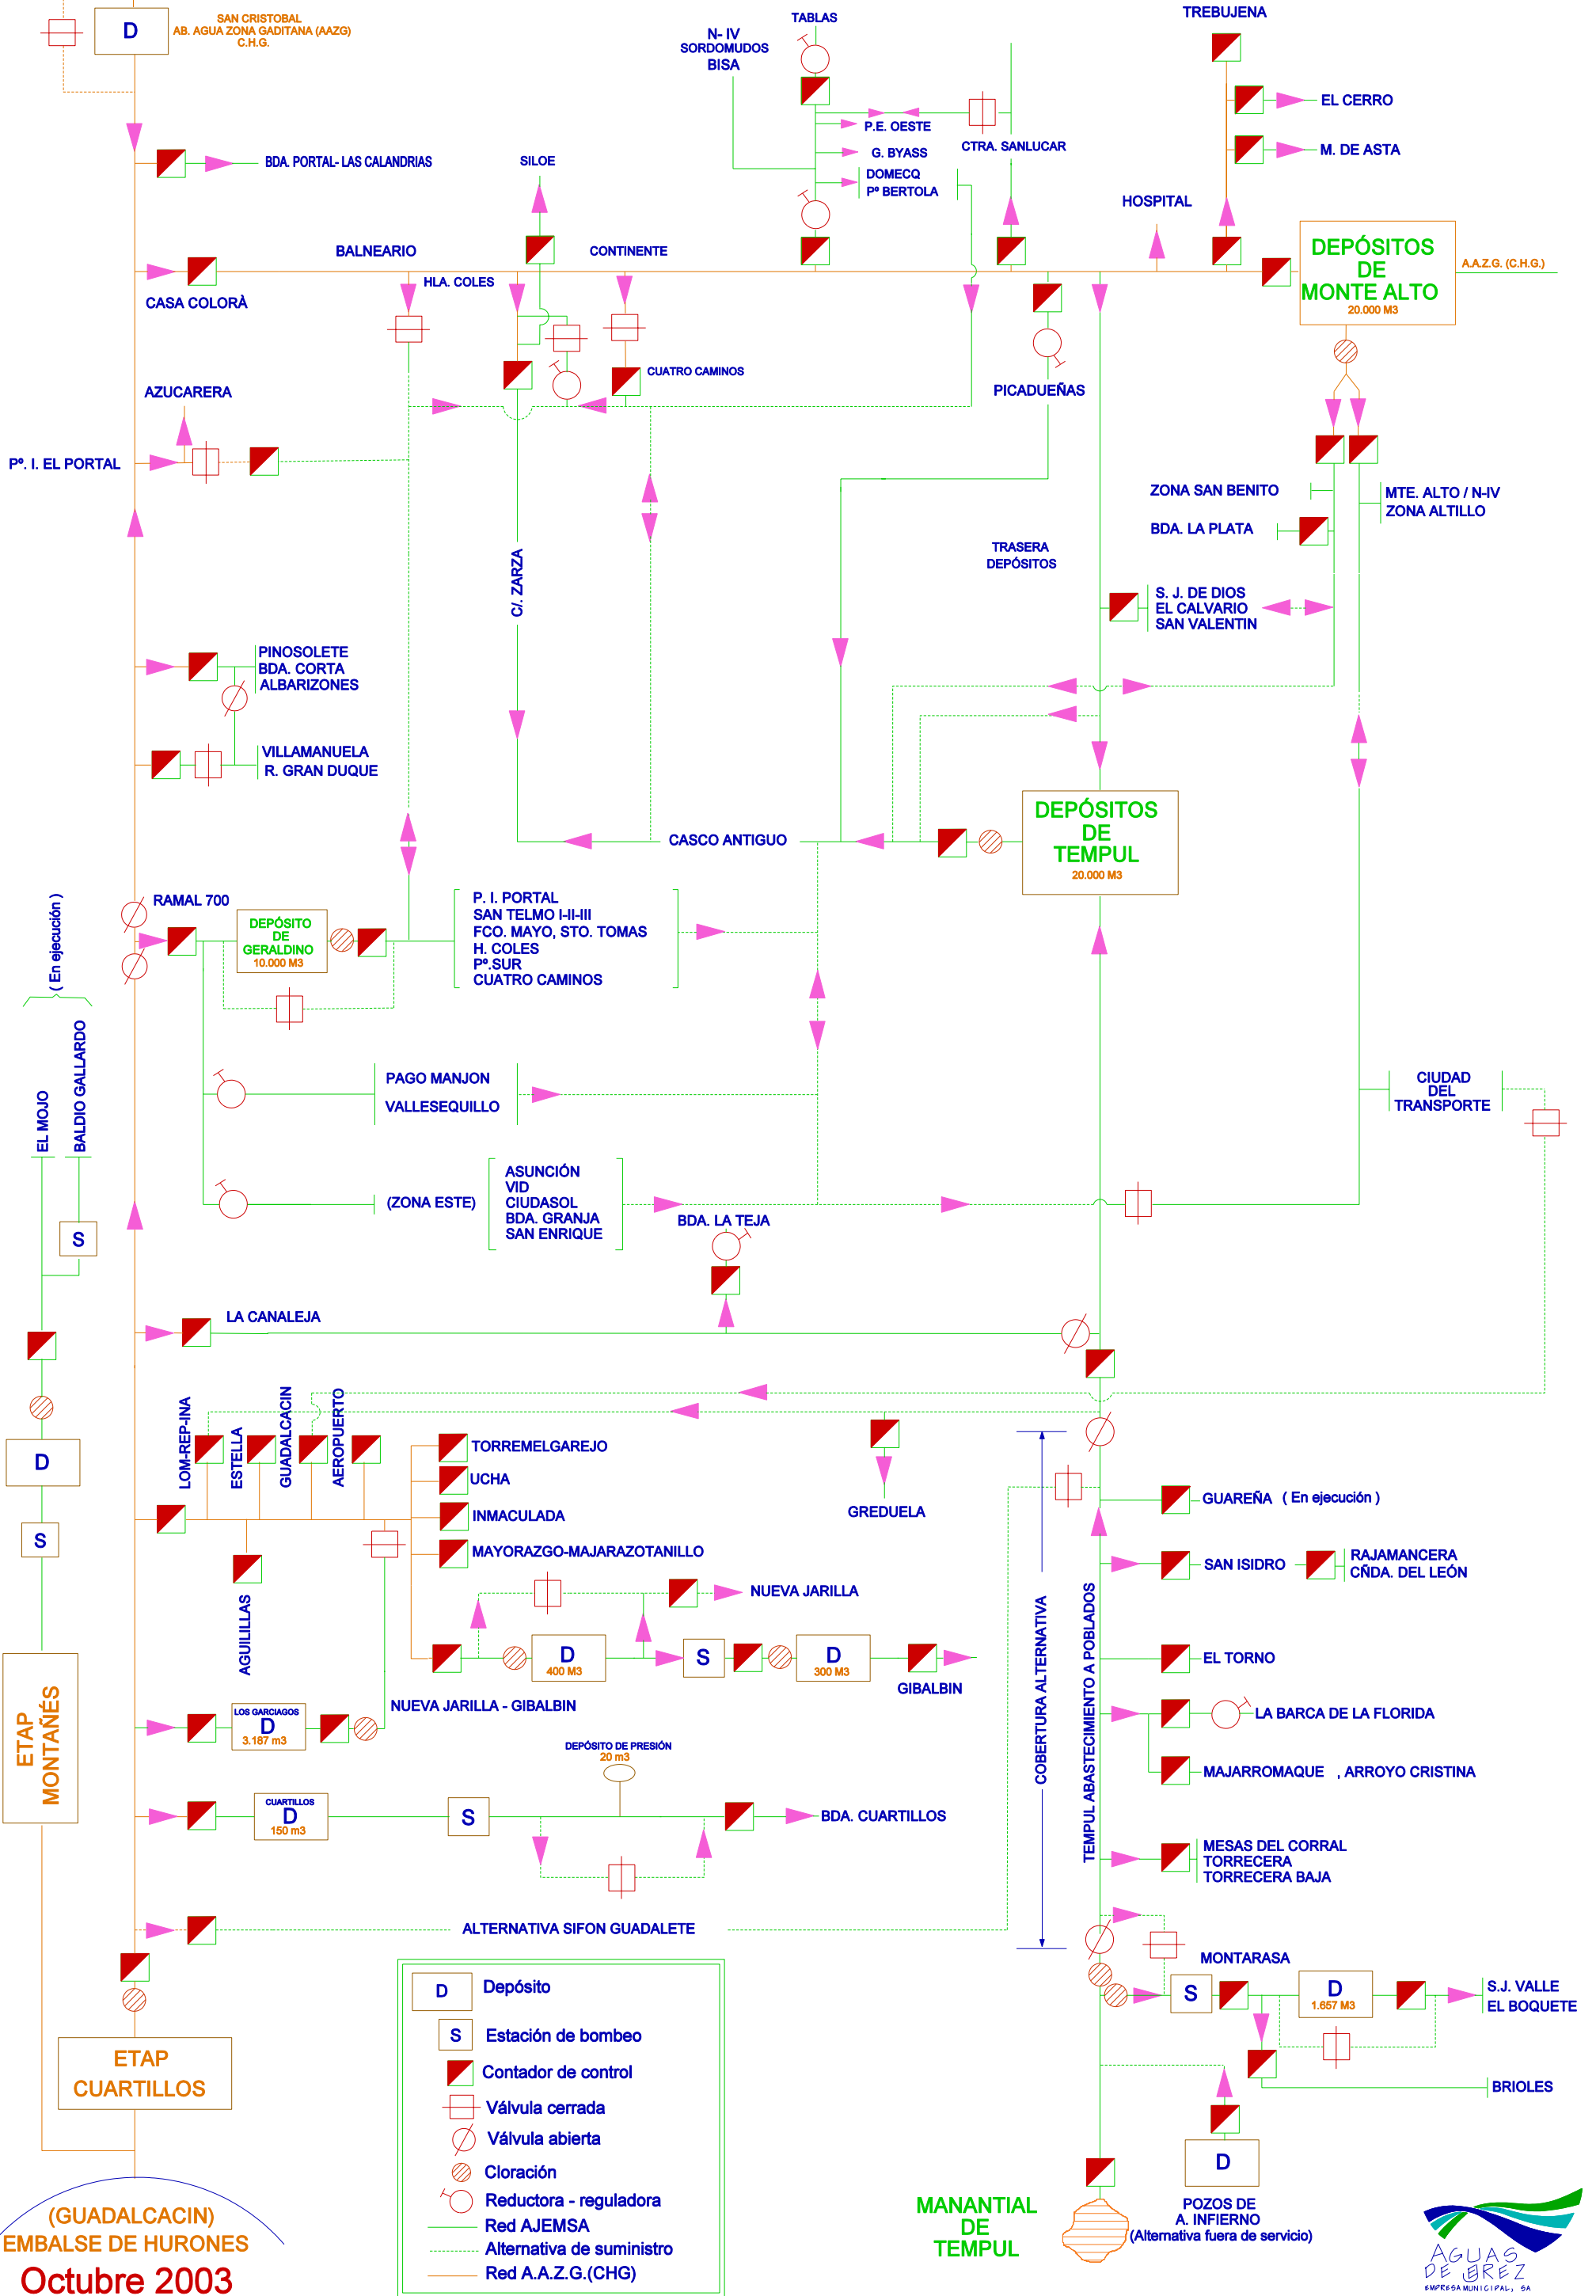 D
SAN CRISTOBAL
AB. AGUA ZONA GADITANA (AAZG)
C.H.G.
N- IV
SORDOMUDOS
BISA
TABLAS
TREBUJENA
EL CERRO
M. DE ASTA
P.E. OESTE
G. BYASS
DOMECQ
Pº BERTOLA
CTRA. SANLUCAR
HOSPITAL
BDA. PORTAL- LAS CALANDRIAS
SILOE
BALNEARIO
HLA. COLES
CONTINENTE
CASA COLORÀ
DEPÓSITOS
DE
MONTE ALTO
20.000 M3
A.A.Z.G. (C.H.G.)
CUATRO CAMINOS
PICADUEÑAS
AZUCARERA
Pº. I. EL PORTAL
ZONA SAN BENITO
BDA. LA PLATA
MTE. ALTO / N-IV
ZONA ALTILLO
C/. ZARZA
TRASERA
DEPÓSITOS
S. J. DE DIOS
EL CALVARIO
SAN VALENTIN
PINOSOLETE
BDA. CORTA
ALBARIZONES
VILLAMANUELA
R. GRAN DUQUE
CASCO ANTIGUO
DEPÓSITOS
DE
TEMPUL
20.000 M3
RAMAL 700
DEPÓSITO
DE
GERALDINO
10.000 M3
P. I. PORTAL
SAN TELMO I-II-III
FCO. MAYO, STO. TOMAS
H. COLES
Pº.SUR
CUATRO CAMINOS
( En ejecución )
EL MOJO
BALDIO GALLARDO
PAGO MANJON
VALLESEQUILLO
CIUDAD
DEL
TRANSPORTE
(ZONA ESTE)
ASUNCIÓN
VID
CIUDASOL
BDA. GRANJA
SAN ENRIQUE
BDA. LA TEJA
S
LA CANALEJA
LOM-REP-INA
ESTELLA
GUADALCACIN
AEROPUERTO
D
S
TORREMELGAREJO
UCHA
INMACULADA
MAYORAZGO-MAJARAZOTANILLO
GREDUELA
GUAREÑA ( En ejecución )
SAN ISIDRO
RAJAMANCERA
CÑDA. DEL LEÓN
AGUILILLAS
NUEVA JARILLA
D
400 M3
S
D
300 M3
GIBALBIN
NUEVA JARILLA - GIBALBIN
COBERTURA ALTERNATIVA
TEMPUL ABASTECIMIENTO A POBLADOS
EL TORNO
LA BARCA DE LA FLORIDA
MAJARROMAQUE , ARROYO CRISTINA
ETAP
MONTAÑÉS
LOS GARCIAGOS
D
3.187 m3
DEPÓSITO DE PRESIÓN
20 m3
CUARTILLOS
D
150 m3
S
BDA. CUARTILLOS
MESAS DEL CORRAL
TORRECERA
TORRECERA BAJA
ALTERNATIVA SIFON GUADALETE
MONTARASA
S
D
1.657 M3
S.J. VALLE
EL BOQUETE
BRIOLES
ETAP
CUARTILLOS
D
Depósito
S
Estación de bombeo
Contador de control
Válvula cerrada
Válvula abierta
Cloración
Reductora - reguladora
Red AJEMSA
Alternativa de suministro
Red A.A.Z.G.(CHG)
D
POZOS DE
A. INFIERNO
(Alternativa fuera de servicio)
MANANTIAL
DE
TEMPUL
(GUADALCACIN)
EMBALSE DE HURONES
Octubre 2003
AGUAS
DE JEREZ
EMPRESA MUNICIPAL, SA